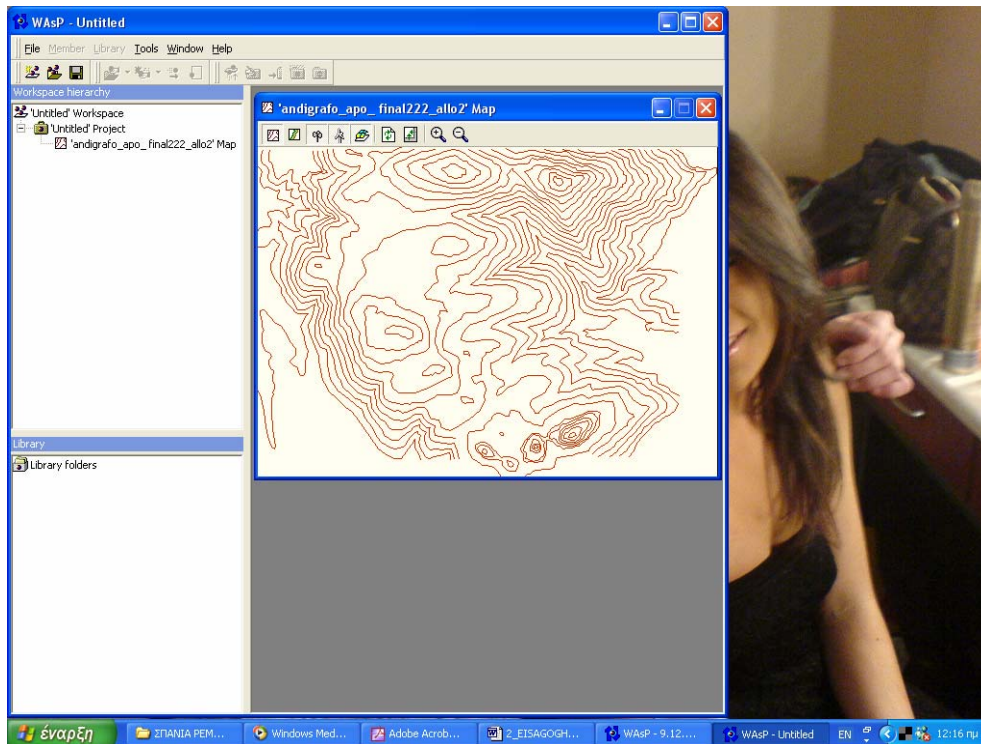 WAsP - Untitled
File Member Library Tools Window Help
Workspace hierarchy
'Untitled' Workspace
'Untitled' Project
'andigrafo_apo_ final222_allo2' Map
'andigrafo_apo_ final222_allo2' Map
Library
Library folders
έναρξη ΣΠΑΝΙΑ ΡΕΜ... Windows Med... Adobe Acrob... 2_EISAGOGH... WAsP - 9.12.... WAsP - Untitled EN 12:16 πμ